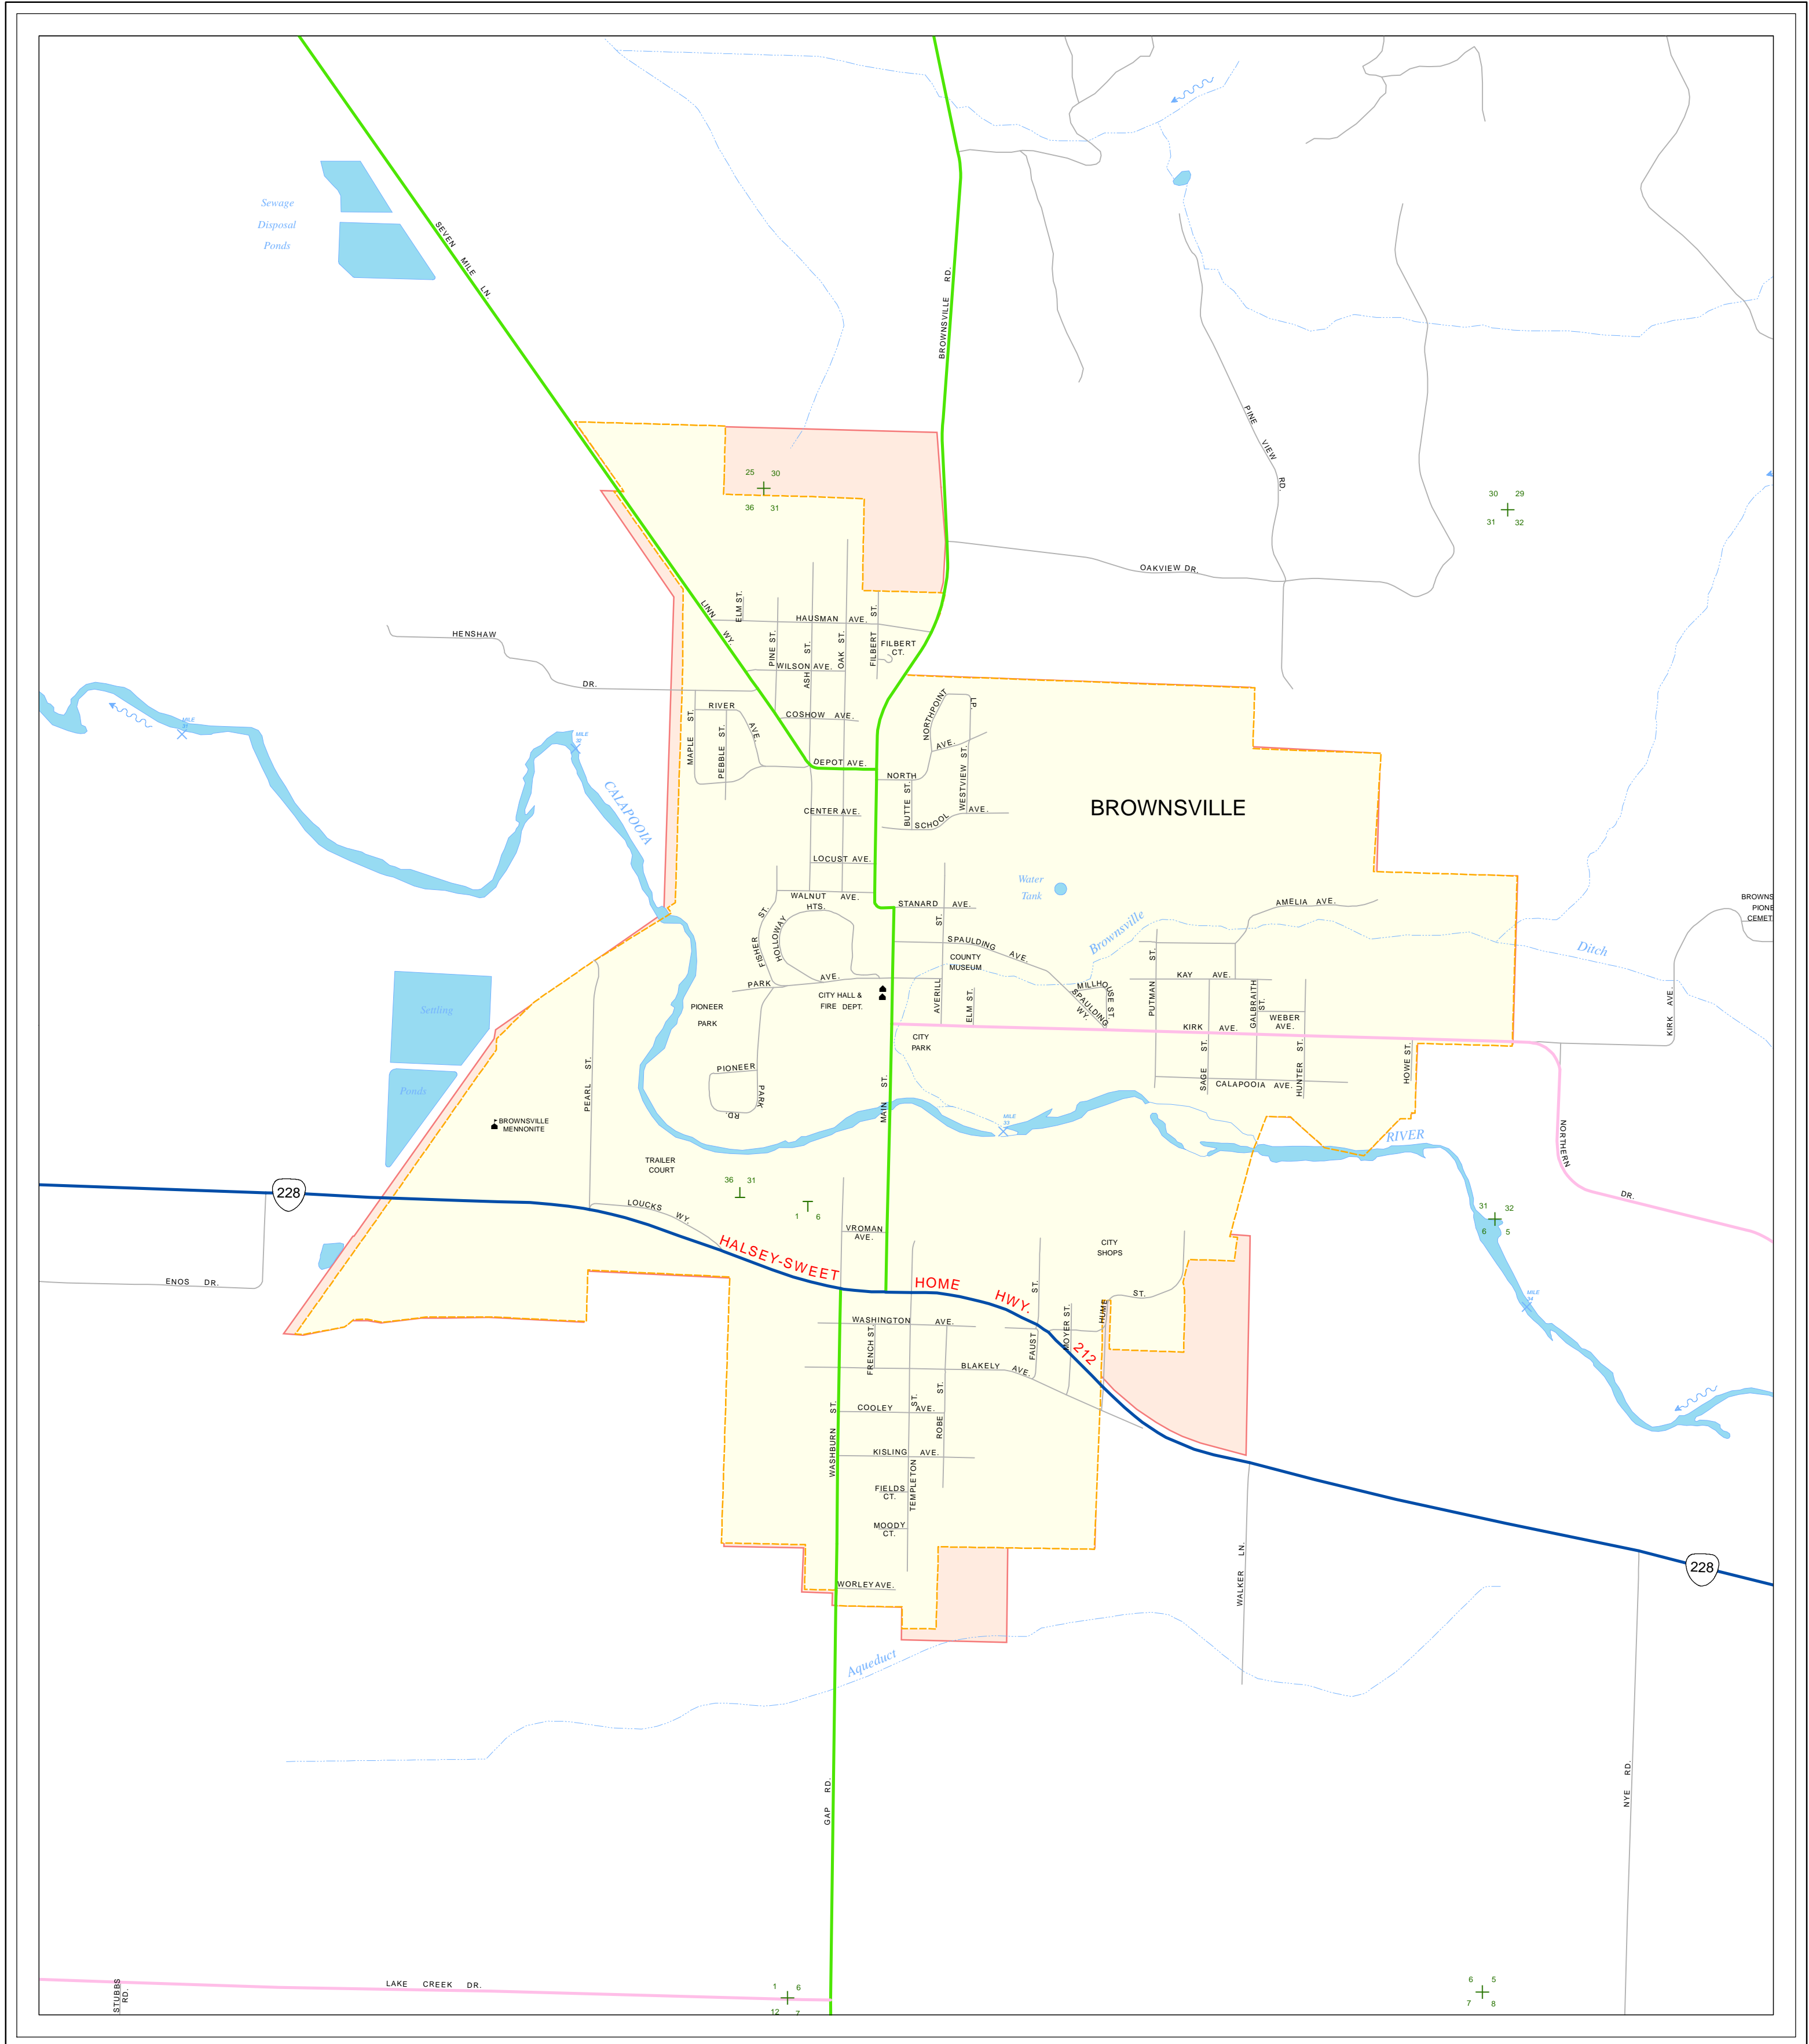 Sewage
Disposal
Ponds
SEVEN MILE LN.
BROWNSVILLE RD.
PINE VIEW RD.
25 30
36 31
30 29
31 32
OAKVIEW DR.
LINN WY.
ELM ST.
HAUSMAN AVE.
PINE ST.
ASH ST.
OAK ST.
FILBERT ST.
FILBERT
CT.
WILSON AVE.
HENSHAW DR.
COSHOW AVE.
RIVER AVE.
MAPLE ST.
PEBBLE ST.
NORTHPOINT LP.
DEPOT AVE.
NORTH AVE.
BUTTE ST.
WESTVIEW ST.
SCHOOL AVE.
CENTER AVE.
BROWNSVILLE
MILE
31
MILE
32
CALAPOOIA
LOCUST AVE.
WALNUT AVE.
HTS.
HOLLOWAY
FISHER ST.
STANARD AVE.
Water
Tank
AMELIA AVE.
BROWNS
PIONE
CEMET
SPAULDING AVE.
Brownsville
Ditch
COUNTY
MUSEUM
PARK AVE.
KAY AVE.
MILLHOUSE ST.
SPAULDING
WY.
PUTMAN ST.
GALBRAITH
ST.
WEBER
AVE.
CITY HALL &
FIRE DEPT.
PIONEER
PARK
AVERILL ST.
ELM ST.
KIRK AVE.
KIRK AVE.
Settling
Ponds
CITY
PARK
PEARL ST.
PIONEER
PARK
RD.
MAIN ST.
SAGE ST.
HUNTER ST.
HOWE ST.
CALAPOOIA AVE.
BROWNSVILLE
MENNONITE
MILE
33
RIVER
NORTHERN DR.
TRAILER
COURT
36 31
1 6
228
LOUCKS WY.
31 32
6 5
VROMAN
AVE.
CITY
SHOPS
HALSEY-SWEET HOME HWY.
212
ENOS DR.
MILE
34
HUME ST.
WASHINGTON AVE.
FRENCH ST.
FAUST ST.
MOYER ST.
BLAKELY AVE.
COOLEY AVE.
ROBE ST.
WASHBURN ST.
KISLING AVE.
TEMPLETON ST.
FIELDS
CT.
MOODY
CT.
WORLEY AVE.
WALKER LN.
228
Aqueduct
GAP RD.
NYE RD.
LAKE CREEK DR.
STUBBS
RD.
1 6
12 7
6 5
7 8